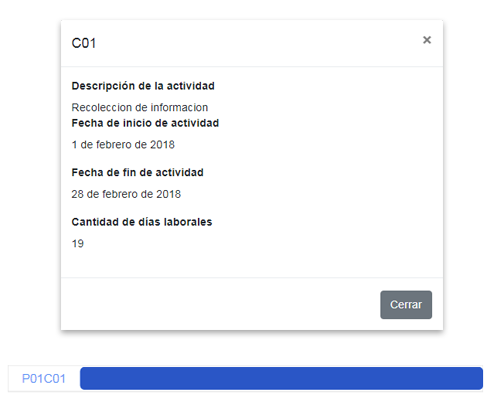 C01
×
Descripción de la actividad
Recoleccion de informacion
Fecha de inicio de actividad
1 de febrero de 2018
Fecha de fin de actividad
28 de febrero de 2018
Cantidad de días laborales
19
Cerrar
P01C01